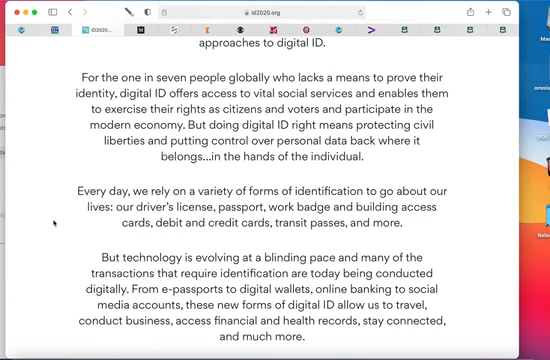 id2020.org
ID2020...
approaches to digital ID.
For the one in seven people globally who lacks a means to prove their
identity, digital ID offers access to vital social services and enables them
to exercise their rights as citizens and voters and participate in the
modern economy. But doing digital ID right means protecting civil
liberties and putting control over personal data back where it
belongs...in the hands of the individual.
Every day, we rely on a variety of forms of identification to go about our
lives: our driver's license, passport, work badge and building access
cards, debit and credit cards, transit passes, and more.
But technology is evolving at a blinding pace and many of the
transactions that require identification are today being conducted
digitally. From e-passports to digital wallets, online banking to social
media accounts, these new forms of digital ID allow us to travel,
conduct business, access financial and health records, stay connected,
and much more.